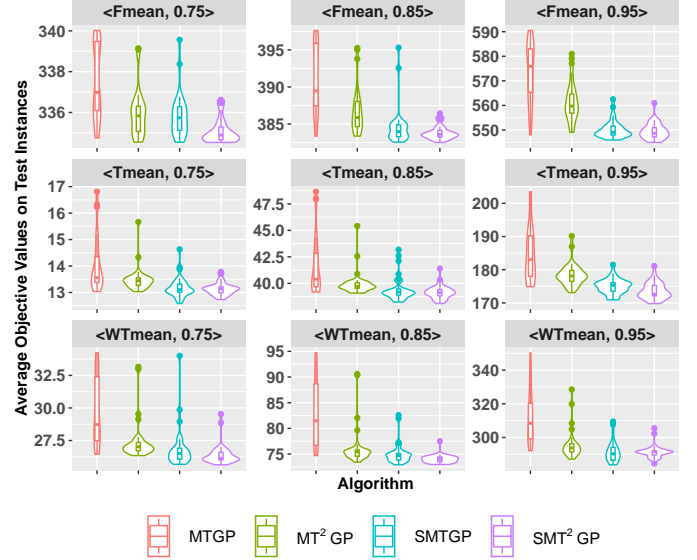 <Fmean, 0.75>
<Fmean, 0.85>
<Fmean, 0.95>
340
338
336
395
390
385
590
580
570
560
550
<Tmean, 0.75>
<Tmean, 0.85>
<Tmean, 0.95>
17
16
15
14
13
47.5
45.0
42.5
40.0
200
190
180
170
<WTmean, 0.75>
<WTmean, 0.85>
<WTmean, 0.95>
32.5
30.0
27.5
95
90
85
80
75
340
320
300
Average Objective Values on Test Instances
Algorithm
MTGP
MT² GP
SMTGP
SMT² GP